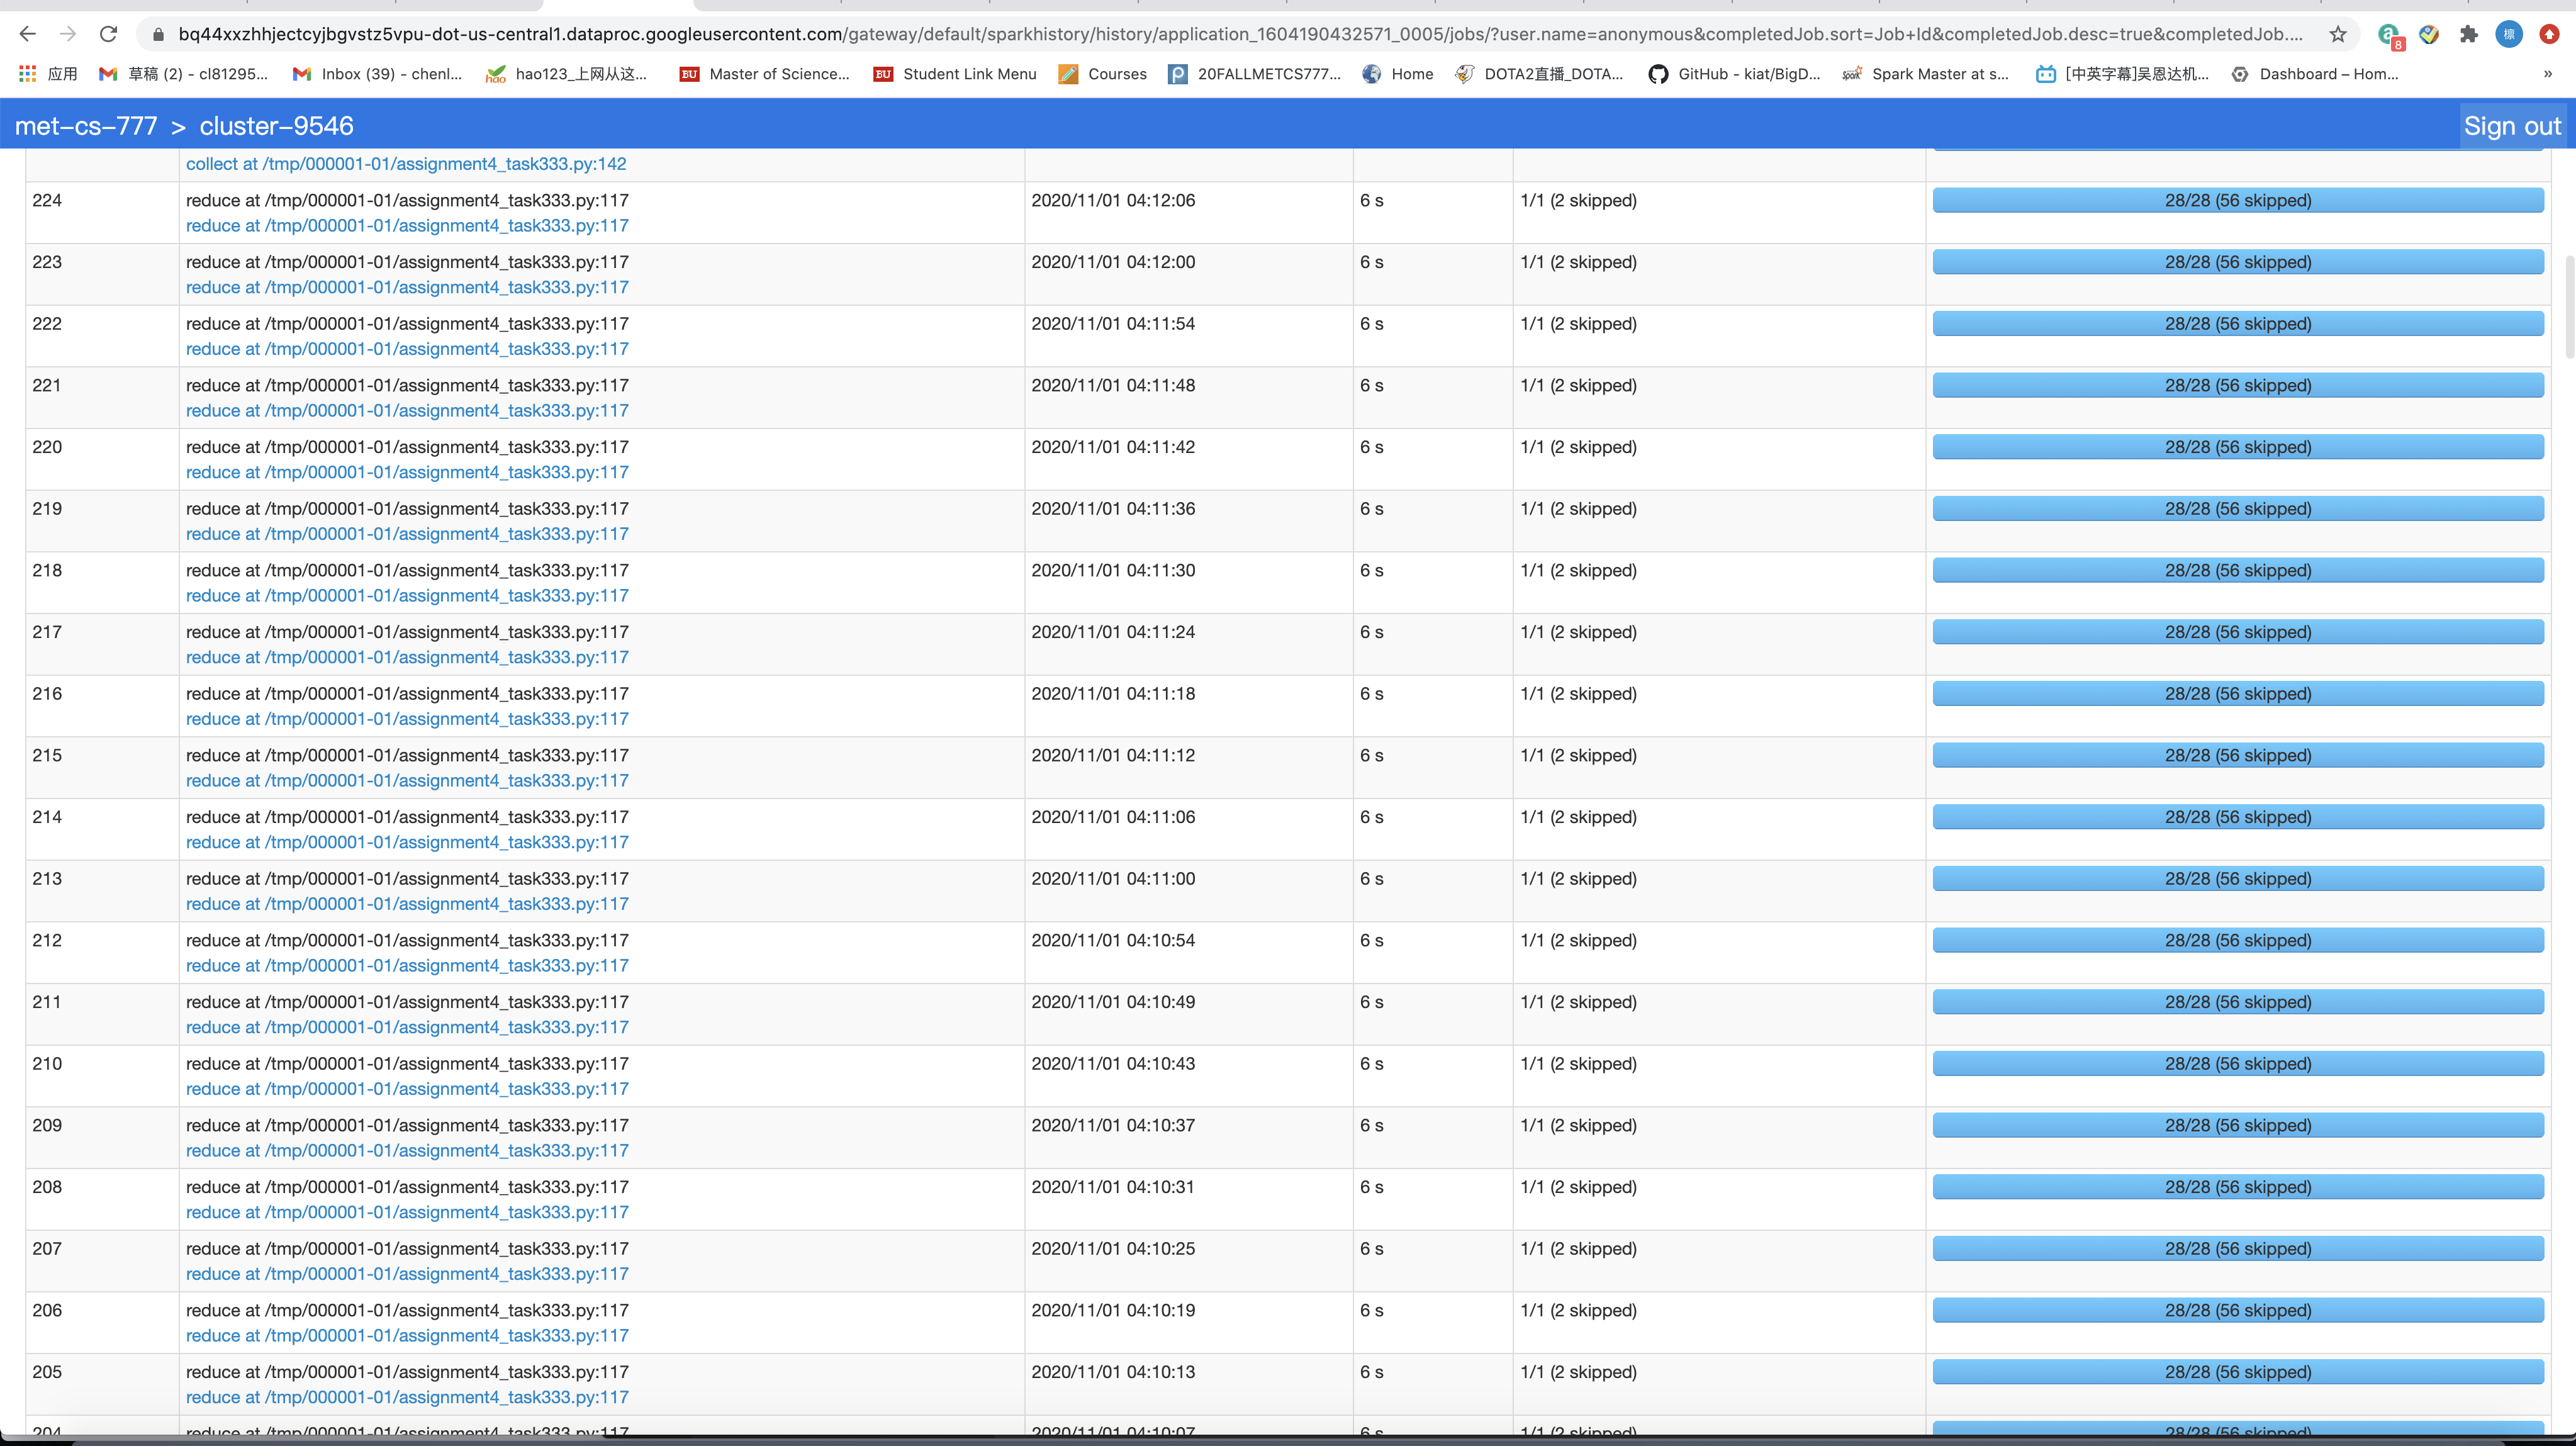 bq44xxzhhjectcyjbgvstz5vpu-dot-us-central1.dataproc.googleusercontent.com/gateway/default/sparkhistory/history/application_1604190432571_0005/jobs/?user.name=anonymous&completedJob.sort=Job+Id&completedJob.desc=true&completedJob.... a 8 檁
应用 草稿 (2) - cl81295... Inbox (39) - chenl... hao hao123_上网从这... BU Master of Science... BU Student Link Menu Courses 20FALLMETCS777... Home DOTA2直播_DOTA... GitHub - kiat/BigD... Spark Master at s... [中英字幕]吴恩达机... Dashboard – Hom... »
met-cs-777 > cluster-9546 Sign out
collect at /tmp/000001-01/assignment4_task333.py:142
224 reduce at /tmp/000001-01/assignment4_task333.py:117 2020/11/01 04:12:06 6 s 1/1 (2 skipped) 28/28 (56 skipped)
reduce at /tmp/000001-01/assignment4_task333.py:117
223 reduce at /tmp/000001-01/assignment4_task333.py:117 2020/11/01 04:12:00 6 s 1/1 (2 skipped) 28/28 (56 skipped)
reduce at /tmp/000001-01/assignment4_task333.py:117
222 reduce at /tmp/000001-01/assignment4_task333.py:117 2020/11/01 04:11:54 6 s 1/1 (2 skipped) 28/28 (56 skipped)
reduce at /tmp/000001-01/assignment4_task333.py:117
221 reduce at /tmp/000001-01/assignment4_task333.py:117 2020/11/01 04:11:48 6 s 1/1 (2 skipped) 28/28 (56 skipped)
reduce at /tmp/000001-01/assignment4_task333.py:117
220 reduce at /tmp/000001-01/assignment4_task333.py:117 2020/11/01 04:11:42 6 s 1/1 (2 skipped) 28/28 (56 skipped)
reduce at /tmp/000001-01/assignment4_task333.py:117
219 reduce at /tmp/000001-01/assignment4_task333.py:117 2020/11/01 04:11:36 6 s 1/1 (2 skipped) 28/28 (56 skipped)
reduce at /tmp/000001-01/assignment4_task333.py:117
218 reduce at /tmp/000001-01/assignment4_task333.py:117 2020/11/01 04:11:30 6 s 1/1 (2 skipped) 28/28 (56 skipped)
reduce at /tmp/000001-01/assignment4_task333.py:117
217 reduce at /tmp/000001-01/assignment4_task333.py:117 2020/11/01 04:11:24 6 s 1/1 (2 skipped) 28/28 (56 skipped)
reduce at /tmp/000001-01/assignment4_task333.py:117
216 reduce at /tmp/000001-01/assignment4_task333.py:117 2020/11/01 04:11:18 6 s 1/1 (2 skipped) 28/28 (56 skipped)
reduce at /tmp/000001-01/assignment4_task333.py:117
215 reduce at /tmp/000001-01/assignment4_task333.py:117 2020/11/01 04:11:12 6 s 1/1 (2 skipped) 28/28 (56 skipped)
reduce at /tmp/000001-01/assignment4_task333.py:117
214 reduce at /tmp/000001-01/assignment4_task333.py:117 2020/11/01 04:11:06 6 s 1/1 (2 skipped) 28/28 (56 skipped)
reduce at /tmp/000001-01/assignment4_task333.py:117
213 reduce at /tmp/000001-01/assignment4_task333.py:117 2020/11/01 04:11:00 6 s 1/1 (2 skipped) 28/28 (56 skipped)
reduce at /tmp/000001-01/assignment4_task333.py:117
212 reduce at /tmp/000001-01/assignment4_task333.py:117 2020/11/01 04:10:54 6 s 1/1 (2 skipped) 28/28 (56 skipped)
reduce at /tmp/000001-01/assignment4_task333.py:117
211 reduce at /tmp/000001-01/assignment4_task333.py:117 2020/11/01 04:10:49 6 s 1/1 (2 skipped) 28/28 (56 skipped)
reduce at /tmp/000001-01/assignment4_task333.py:117
210 reduce at /tmp/000001-01/assignment4_task333.py:117 2020/11/01 04:10:43 6 s 1/1 (2 skipped) 28/28 (56 skipped)
reduce at /tmp/000001-01/assignment4_task333.py:117
209 reduce at /tmp/000001-01/assignment4_task333.py:117 2020/11/01 04:10:37 6 s 1/1 (2 skipped) 28/28 (56 skipped)
reduce at /tmp/000001-01/assignment4_task333.py:117
208 reduce at /tmp/000001-01/assignment4_task333.py:117 2020/11/01 04:10:31 6 s 1/1 (2 skipped) 28/28 (56 skipped)
reduce at /tmp/000001-01/assignment4_task333.py:117
207 reduce at /tmp/000001-01/assignment4_task333.py:117 2020/11/01 04:10:25 6 s 1/1 (2 skipped) 28/28 (56 skipped)
reduce at /tmp/000001-01/assignment4_task333.py:117
206 reduce at /tmp/000001-01/assignment4_task333.py:117 2020/11/01 04:10:19 6 s 1/1 (2 skipped) 28/28 (56 skipped)
reduce at /tmp/000001-01/assignment4_task333.py:117
205 reduce at /tmp/000001-01/assignment4_task333.py:117 2020/11/01 04:10:13 6 s 1/1 (2 skipped) 28/28 (56 skipped)
reduce at /tmp/000001-01/assignment4_task333.py:117
204 reduce at /tmp/000001-01/assignment4_task333.py:117 2020/11/01 04:10:07 6 s 1/1 (2 skipped) 28/28 (56 skipped)